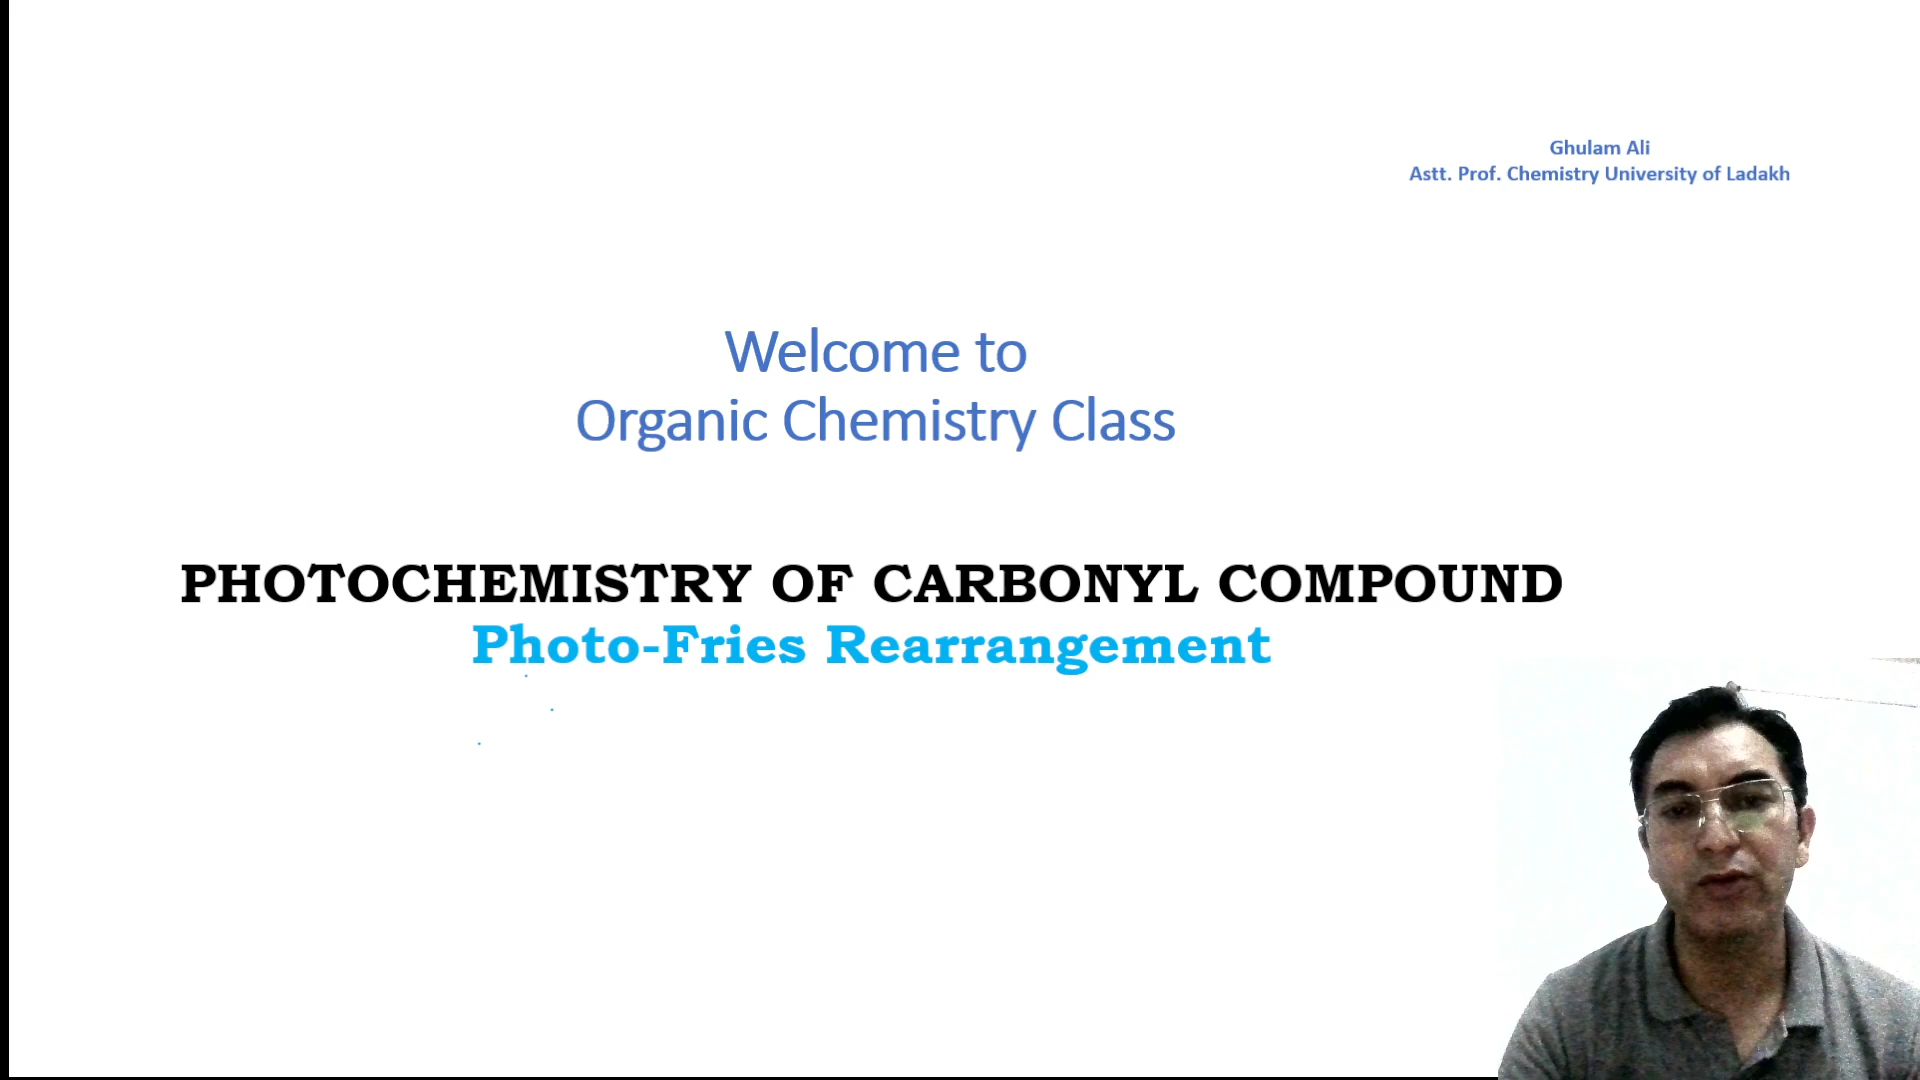 Ghulam Ali
Astt. Prof. Chemistry University of Ladakh
Welcome to
Organic Chemistry Class
PHOTOCHEMISTRY OF CARBONYL COMPOUND
Photo-Fries Rearrangement